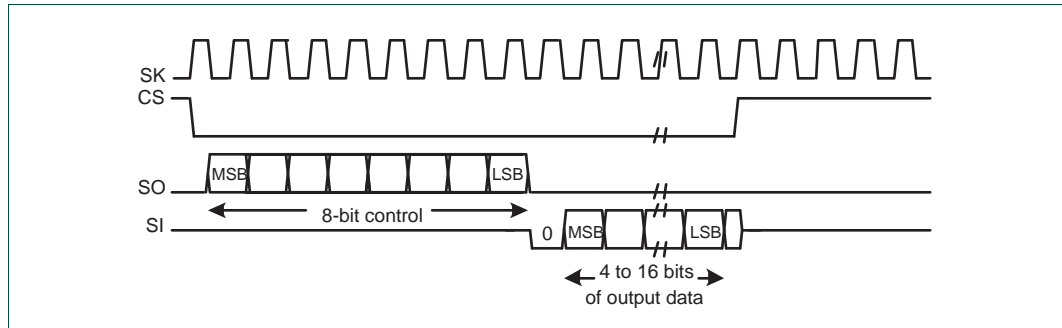 SK
CS
SO
MSB
LSB
8-bit control
SI
0
MSB
LSB
4 to 16 bits
of output data